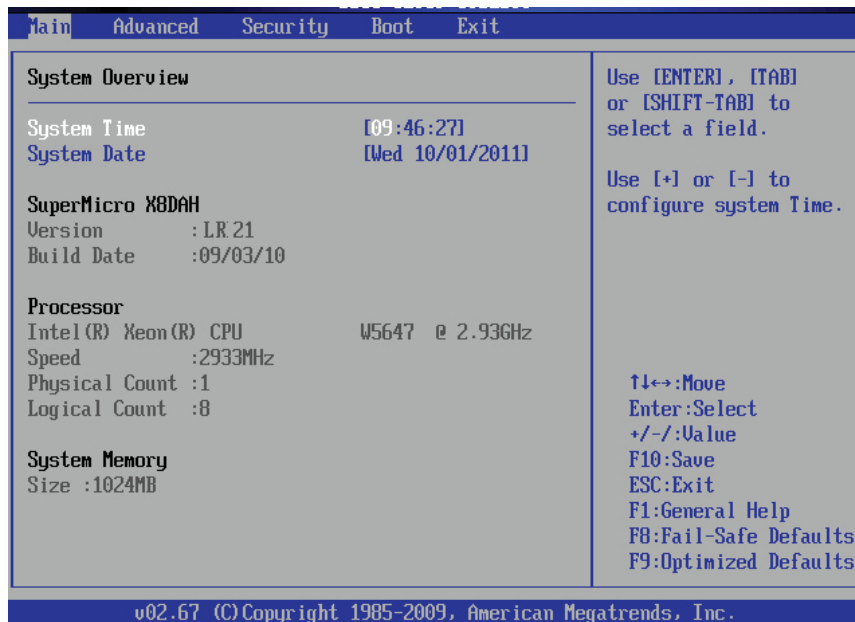 Main Advanced Security Boot Exit
System Overview
System Time [09:46:27]
System Date [Wed 10/01/2011]
SuperMicro X8DAH
Version :LR 21
Build Date :09/03/10
Processor
Intel(R) Xeon(R) CPU W5647 @ 2.93GHz
Speed :2933MHz
Physical Count :1
Logical Count :8
System Memory
Size :1024MB
Use [ENTER], [TAB]
or [SHIFT-TAB] to
select a field.
Use [+] or [-] to
configure system Time.
↑↓↔:Move
Enter:Select
+/-/:Value
F10:Save
ESC:Exit
F1:General Help
F8:Fail-Safe Defaults
F9:Optimized Defaults
v02.67 (C)Copyright 1985-2009, American Megatrends, Inc.